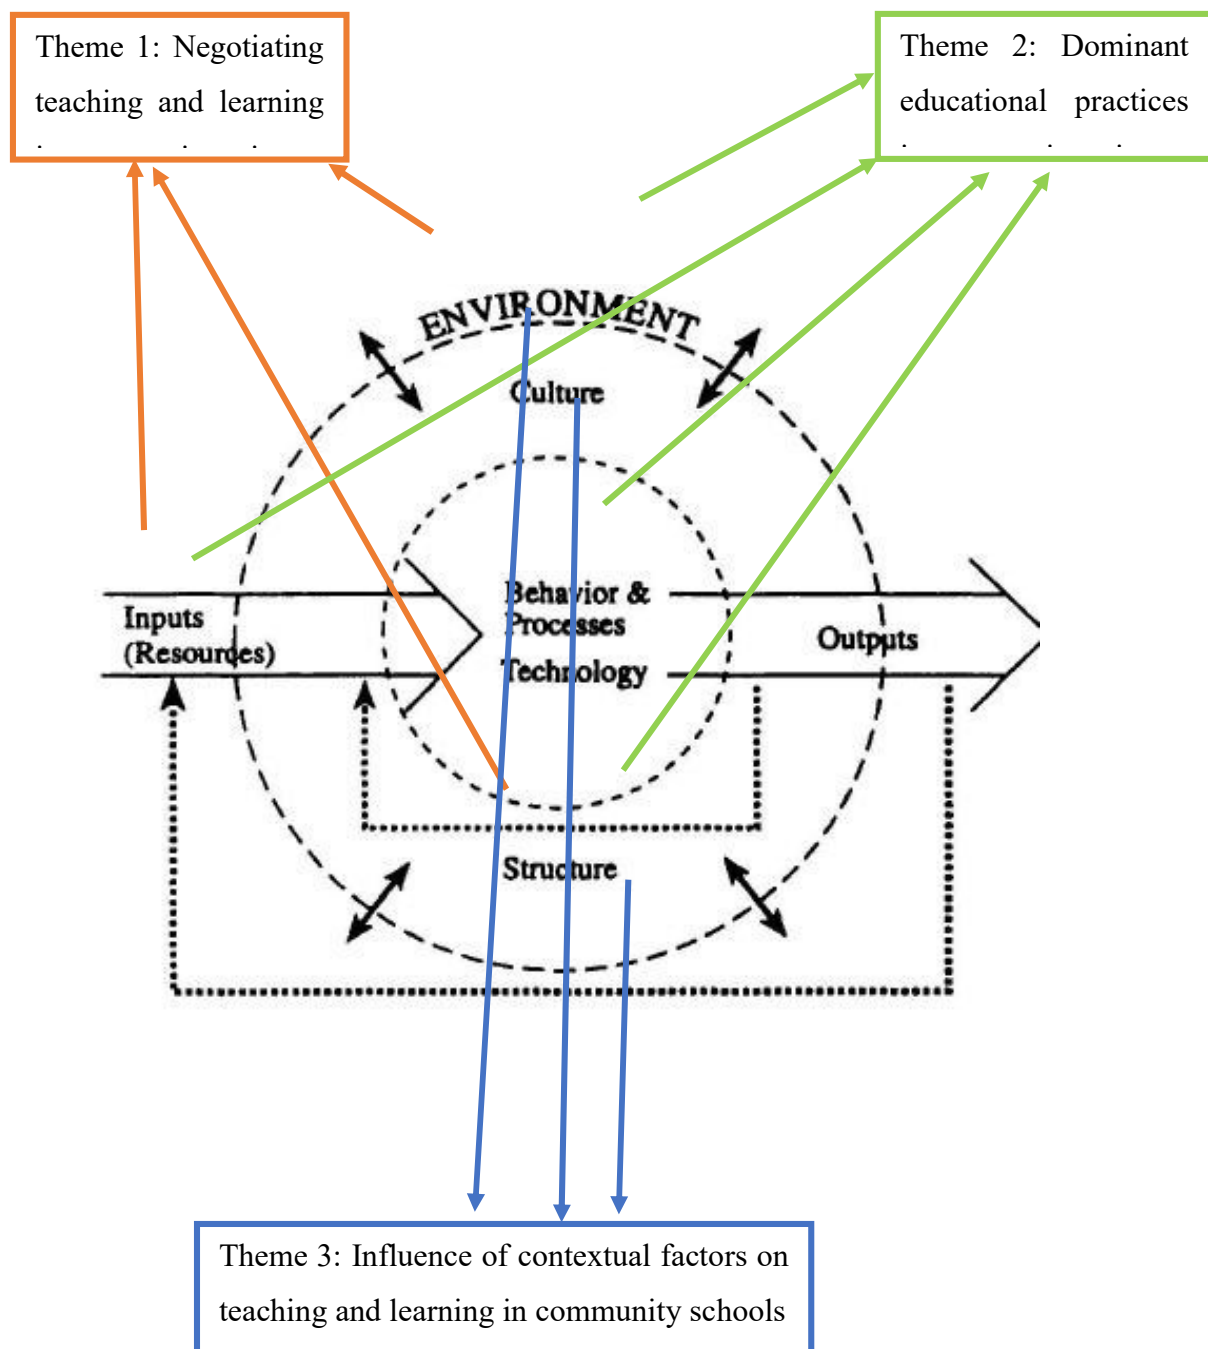 Theme 1: Negotiating
teaching and learning
Theme 2: Dominant
educational practices
ENVIRONMENT
Culture
Behavior &
Processes
Technology
Inputs
(Resources)
Outputs
Structure
Theme 3: Influence of contextual factors on
teaching and learning in community schools